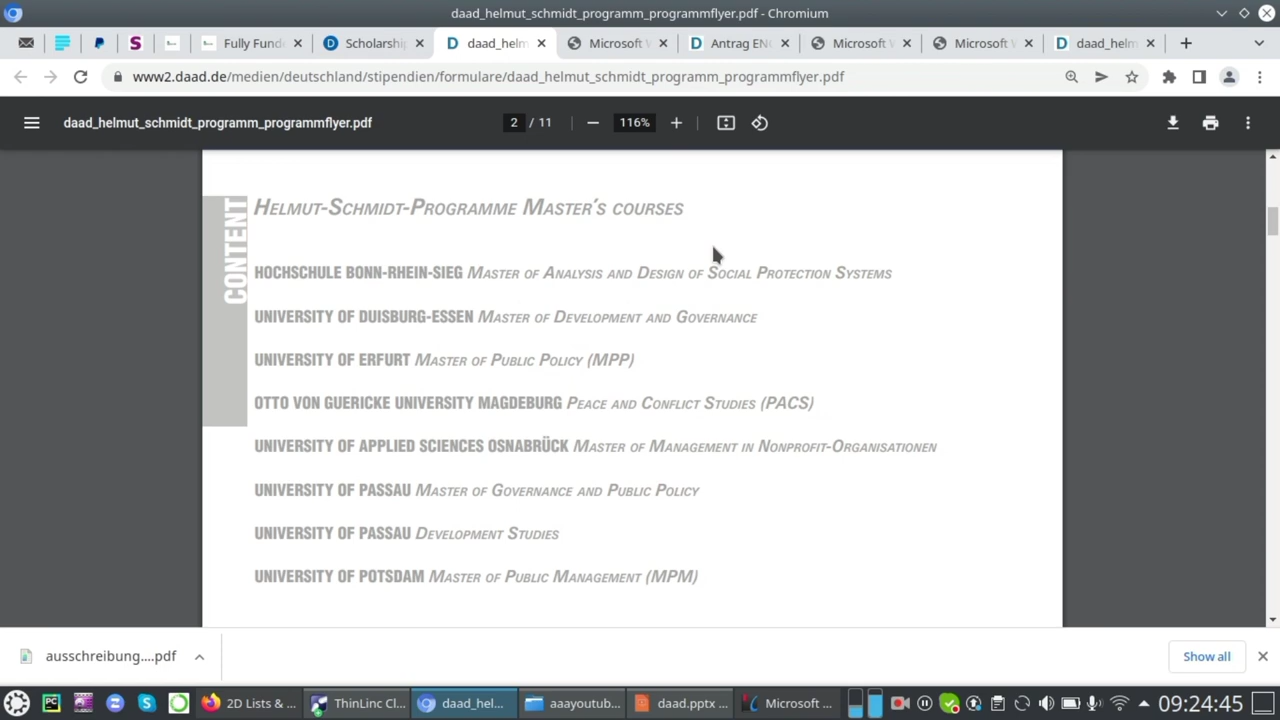 daad_helmut_schmidt_programm_programmflyer.pdf - Chromium
Fully Fund
Scholarship
daad_helm
Microsoft W
Antrag EN
Microsoft W
Microsoft W
daad_helm
www2.daad.de/medien/deutschland/stipendien/formulare/daad_helmut_schmidt_programm_programmflyer.pdf
daad_helmut_schmidt_programm_programmflyer.pdf
2 / 11
116%
CONTENT
HELMUT-SCHMIDT-PROGRAMME MASTER'S COURSES
HOCHSCHULE BONN-RHEIN-SIEG MASTER OF ANALYSIS AND DESIGN OF SOCIAL PROTECTION SYSTEMS
UNIVERSITY OF DUISBURG-ESSEN MASTER OF DEVELOPMENT AND GOVERNANCE
UNIVERSITY OF ERFURT MASTER OF PUBLIC POLICY (MPP)
OTTO VON GUERICKE UNIVERSITY MAGDEBURG PEACE AND CONFLICT STUDIES (PACS)
UNIVERSITY OF APPLIED SCIENCES OSNABRÜCK MASTER OF MANAGEMENT IN NONPROFIT-ORGANISATIONEN
UNIVERSITY OF PASSAU MASTER OF GOVERNANCE AND PUBLIC POLICY
UNIVERSITY OF PASSAU DEVELOPMENT STUDIES
UNIVERSITY OF POTSDAM MASTER OF PUBLIC MANAGEMENT (MPM)
ausschreibung....pdf
Show all
2D Lists & ...
ThinLinc Cl...
daad_hel...
aaayoutub...
daad.pptx ...
Microsoft ...
09:24:45